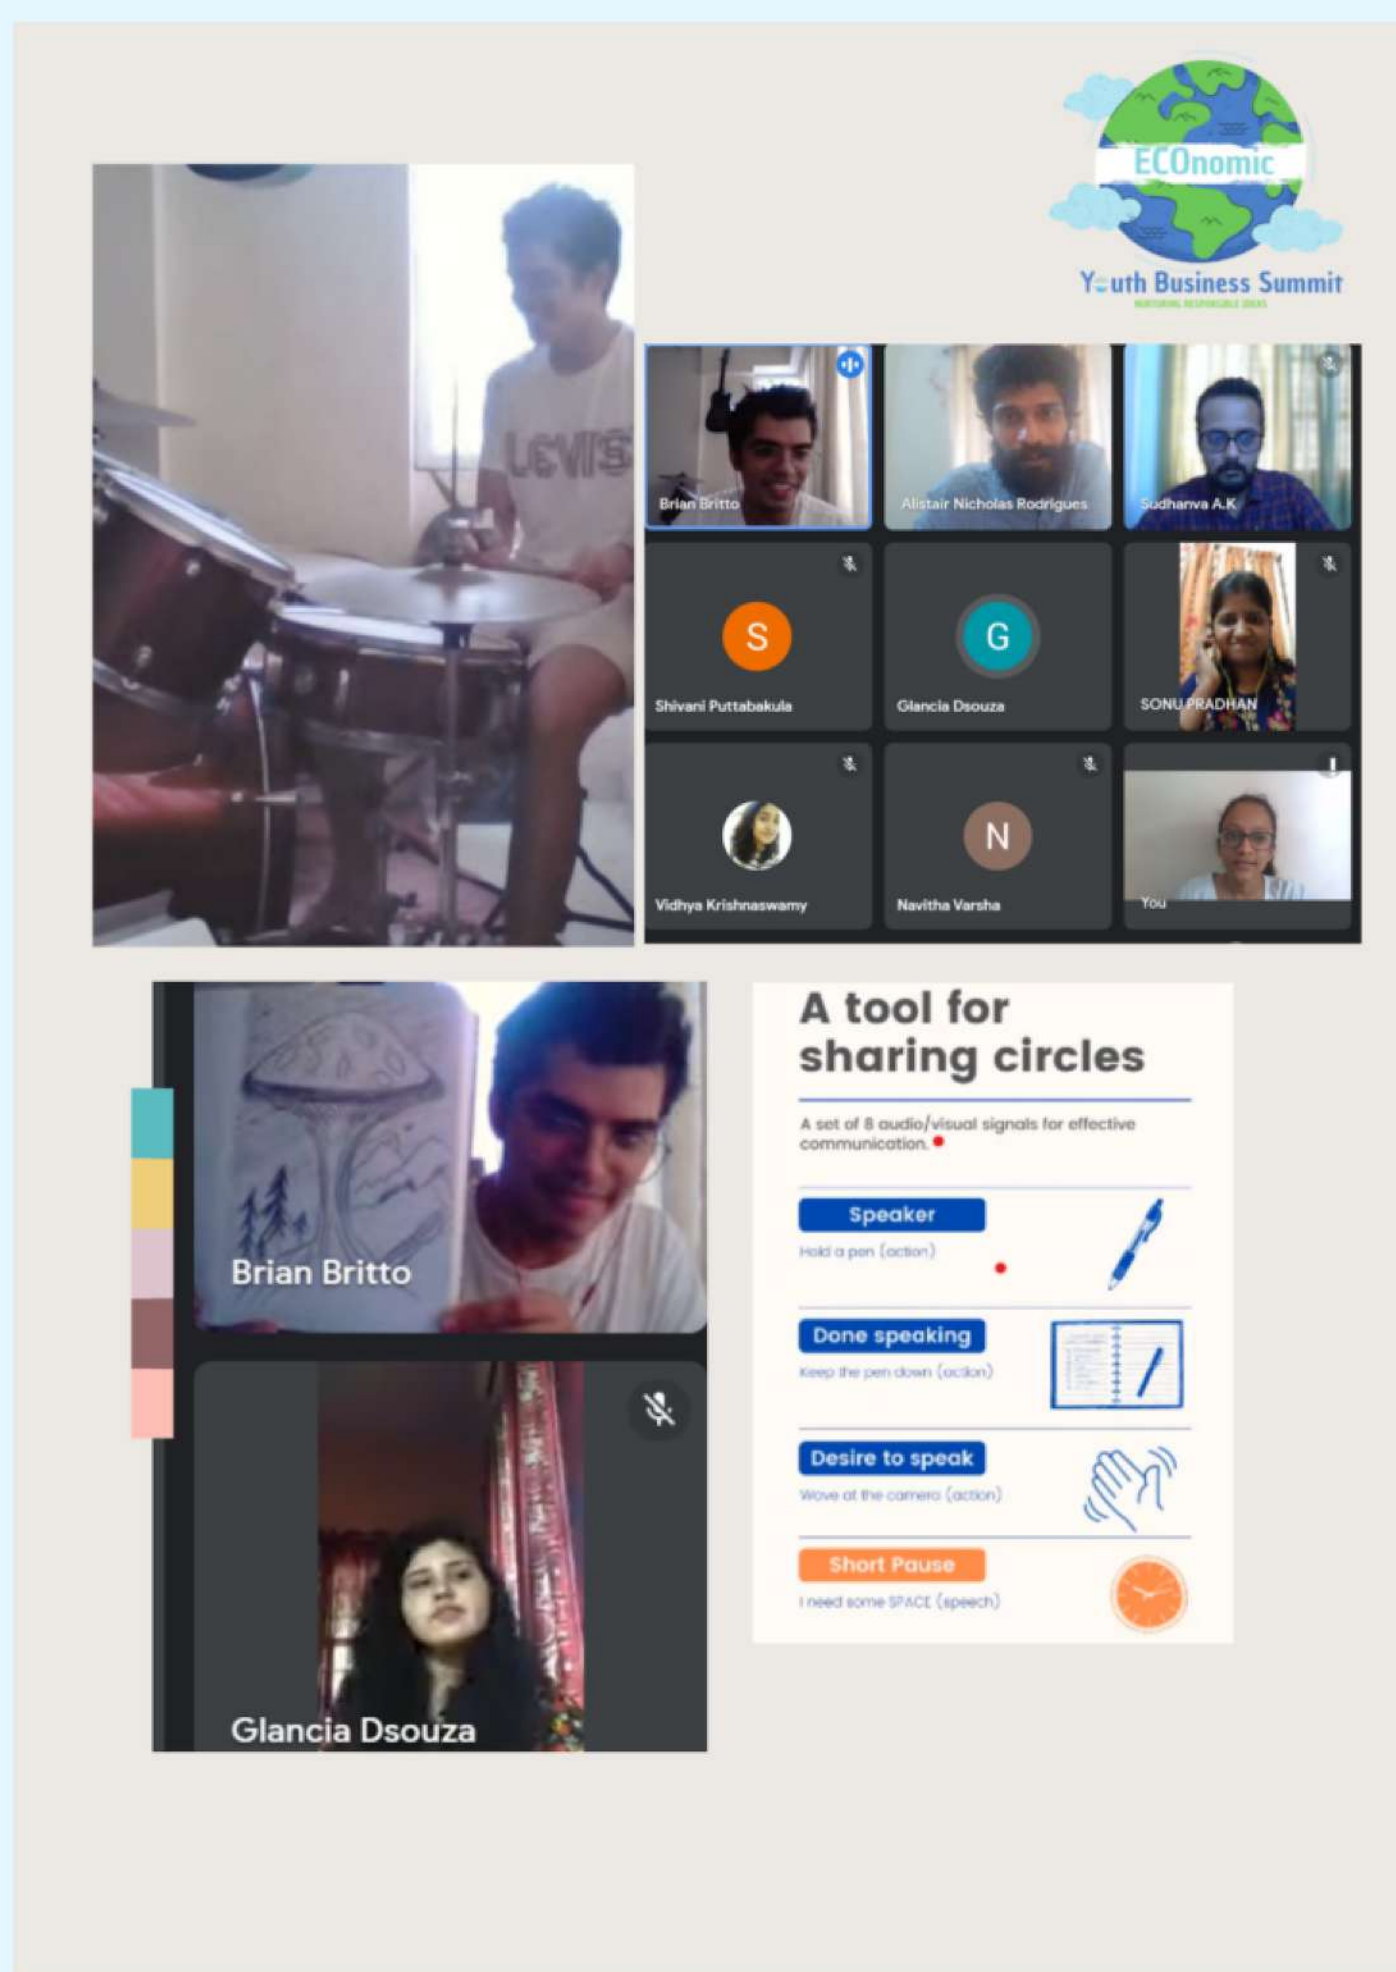 ECOnomic
Youth Business Summit
NURTURING RESPONSIBLE IDEAS
LEVI'S
Brian Britto
Alistair Nicholas Rodrigues
Sudhanva A.K
S
G
Shivani Puttabakula
Glancia Dsouza
SONU PRADHAN
N
Vidhya Krishnaswamy
Navitha Varsha
You
Brian Britto
Glancia Dsouza
A tool for
sharing circles
A set of 8 audio/visual signals for effective
communication.
Speaker
Hold a pen (action)
Done speaking
Keep the pen down (action)
Desire to speak
Wave at the camera (action)
Short Pause
I need some SPACE (speech)